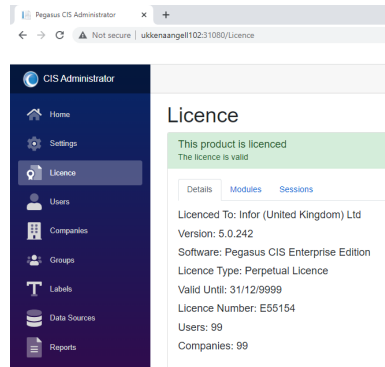 Pegasus CIS Administrator
Not secure | ukkenaangell102:31080/Licence
CIS Administrator
Home
Settings
Licence
Users
Companies
Groups
Labels
Data Sources
Reports
Licence
This product is licenced
The licence is valid
Details Modules Sessions
Licenced To: Infor (United Kingdom) Ltd
Version: 5.0.242
Software: Pegasus CIS Enterprise Edition
Licence Type: Perpetual Licence
Valid Until: 31/12/9999
Licence Number: E55154
Users: 99
Companies: 99